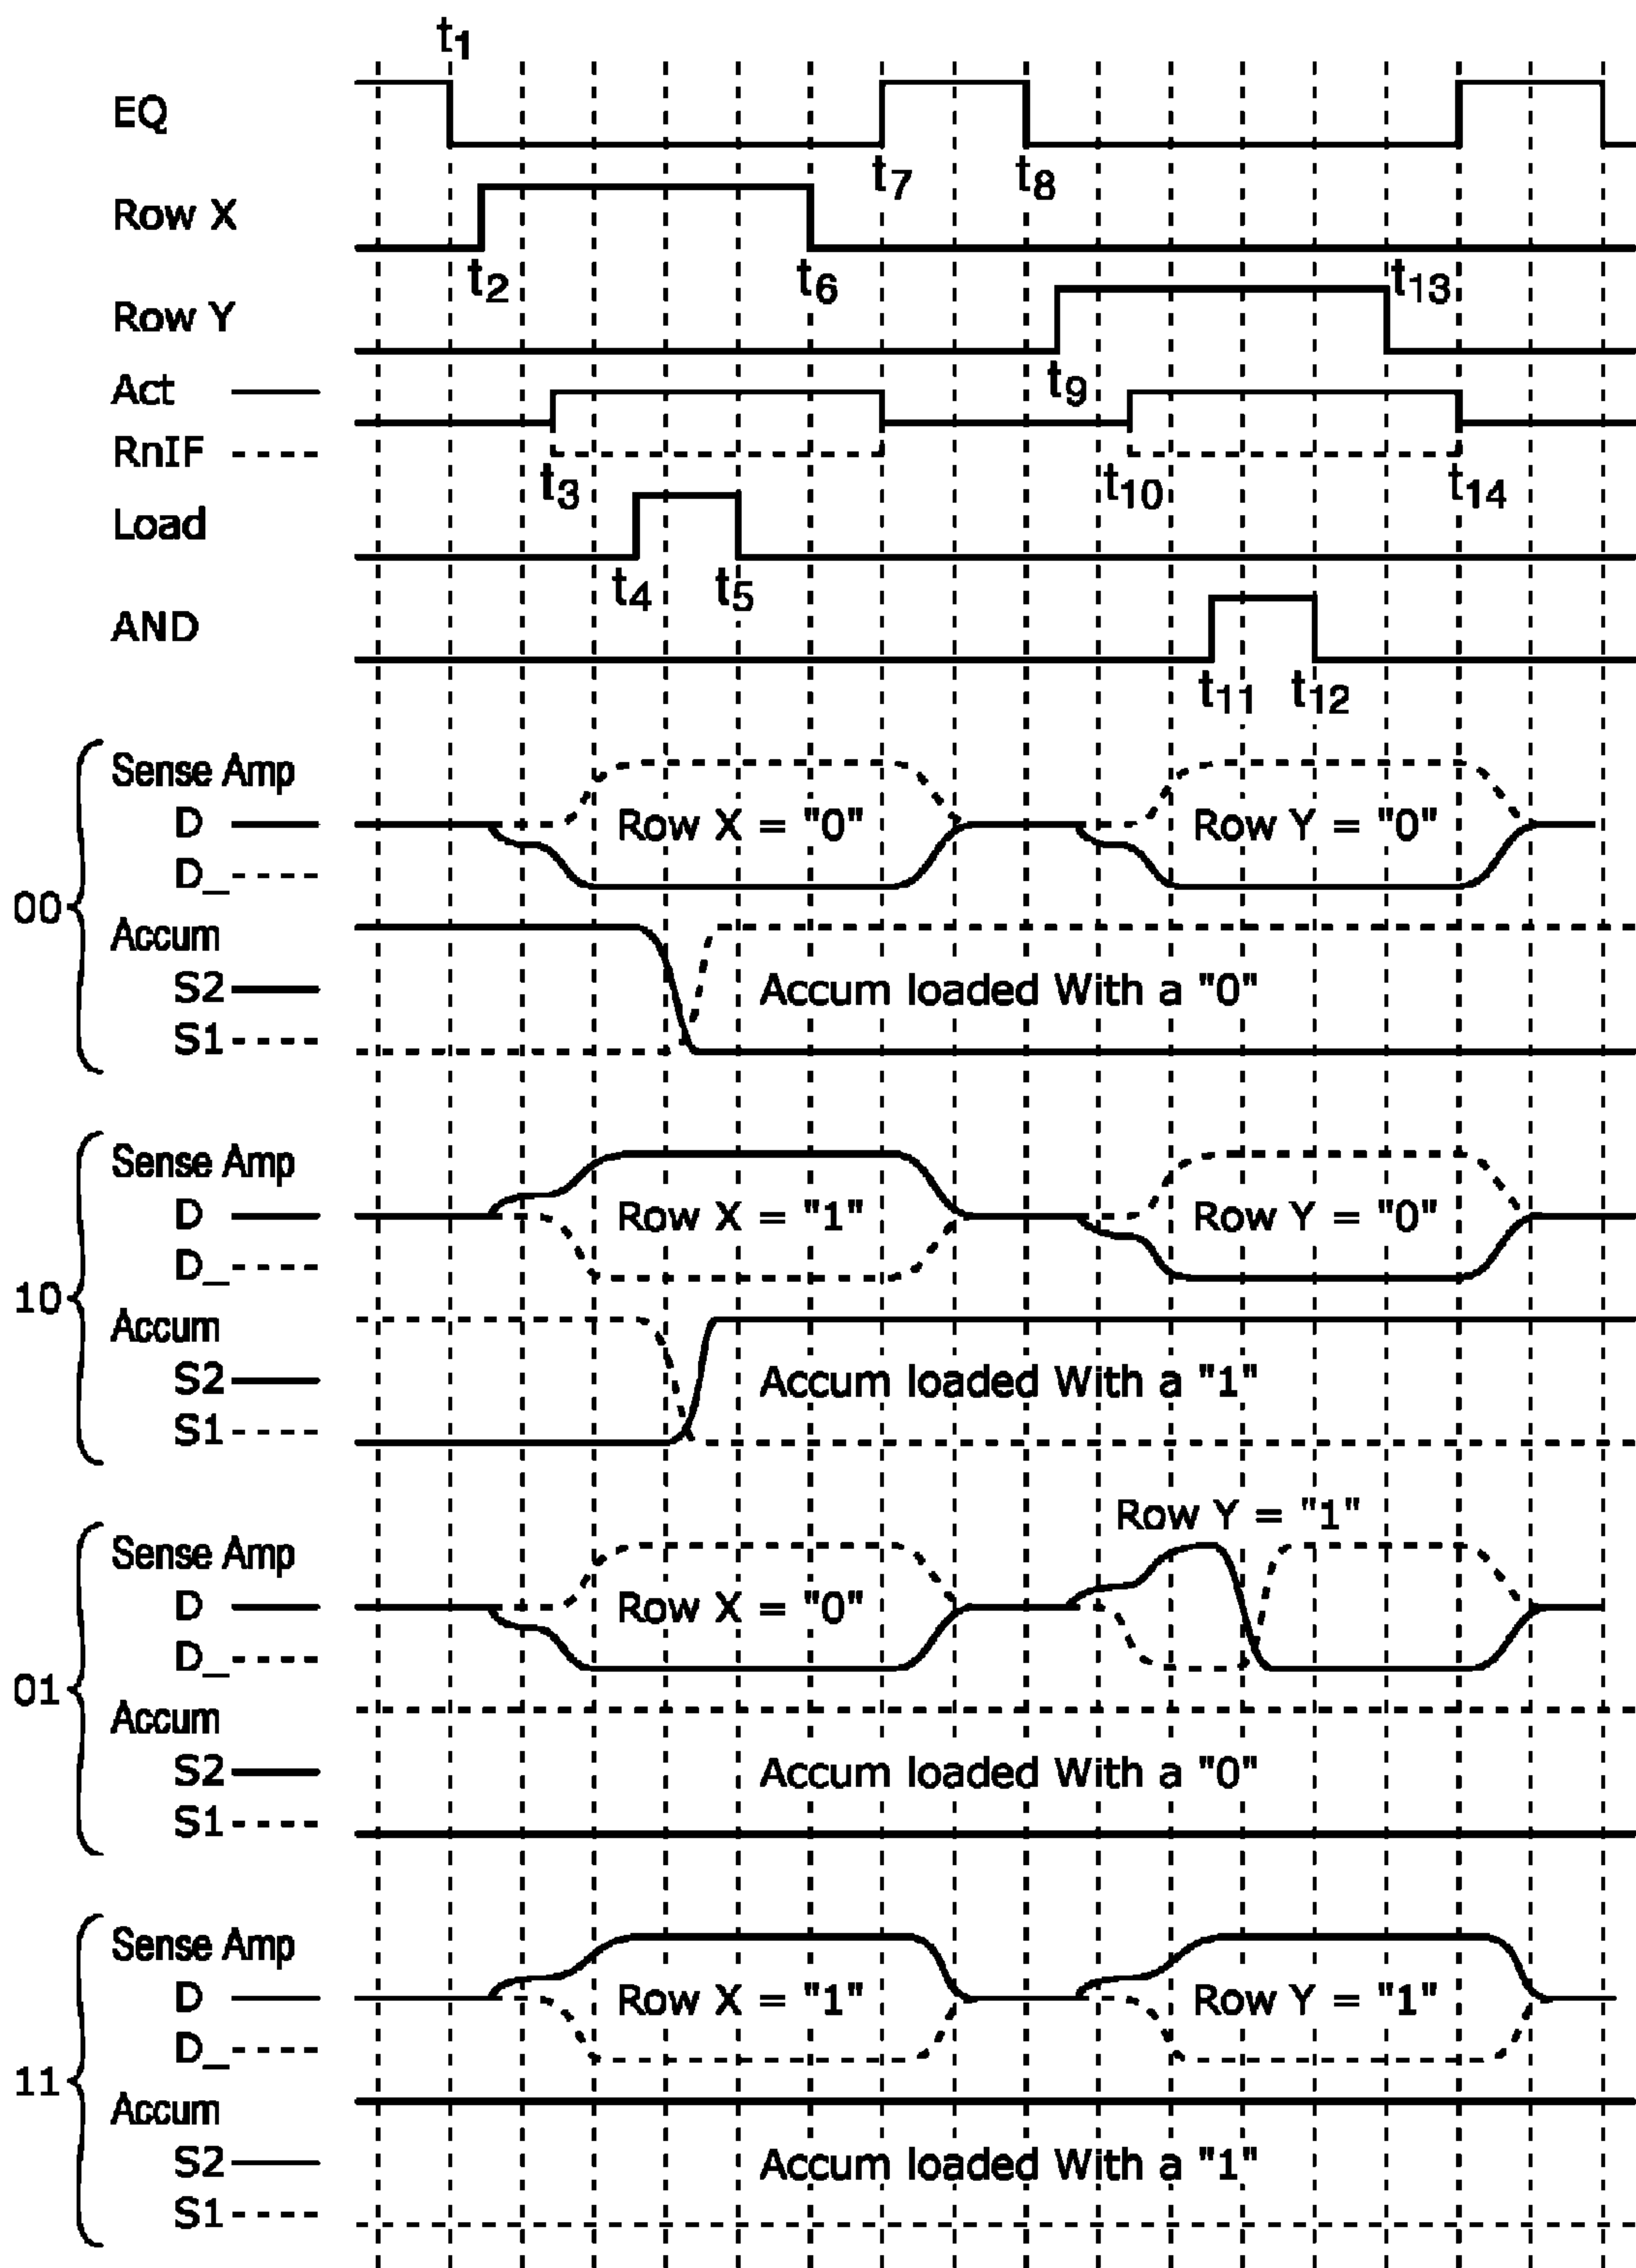 t1
EQ
t7 t8
Row X
t2 t6 t13
Row Y
t9
Act
RnIF
t3 t10 t14
Load
t4 t5
AND
t11 t12
00
Sense Amp
D
D_
Row X = "0" Row Y = "0"
Accum
S2
S1
Accum loaded With a "0"
10
Sense Amp
D
D_
Row X = "1" Row Y = "0"
Accum
S2
S1
Accum loaded With a "1"
01
Row Y = "1"
Sense Amp
D
D_
Row X = "0"
Accum
S2
S1
Accum loaded With a "0"
11
Sense Amp
D
D_
Row X = "1" Row Y = "1"
Accum
S2
S1
Accum loaded With a "1"